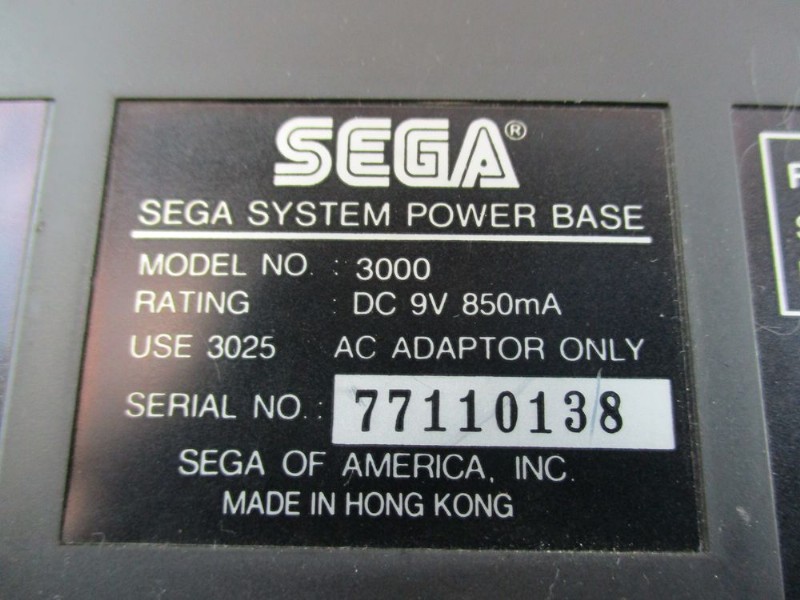 SEGA®
SEGA SYSTEM POWER BASE
MODEL NO. : 3000
RATING : DC 9V 850mA
USE 3025 AC ADAPTOR ONLY
SERIAL NO. : 77110138
SEGA OF AMERICA, INC.
MADE IN HONG KONG